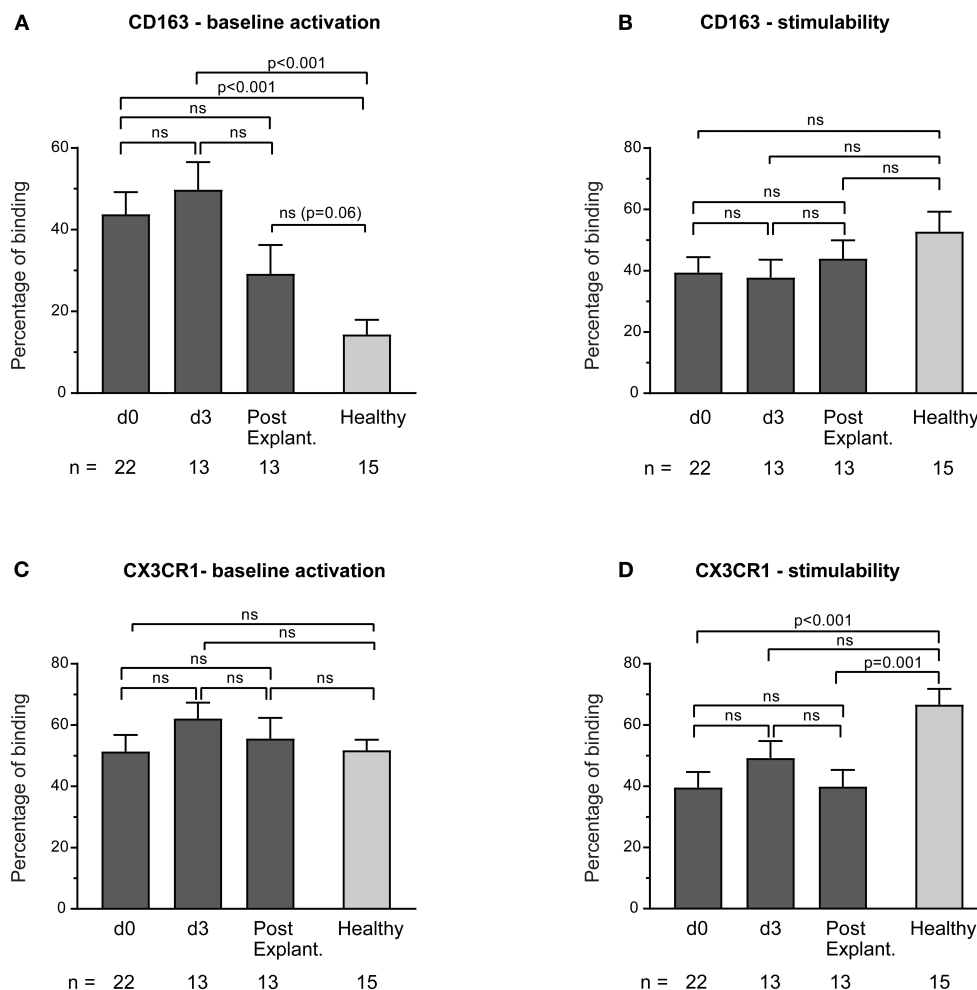 A CD163 - baseline activation
p<0.001
p<0.001
ns
ns ns
ns (p=0.06)
Percentage of binding
60
40
20
0
d0 d3 Post Explant. Healthy
n = 22 13 13 15
B CD163 - stimulability
ns
ns
ns
ns
ns ns
Percentage of binding
80
60
40
20
0
d0 d3 Post Explant. Healthy
n = 22 13 13 15
C CX3CR1- baseline activation
ns
ns
ns
ns ns ns
Percentage of binding
80
60
40
20
0
d0 d3 Post Explant. Healthy
n = 22 13 13 15
D CX3CR1 - stimulability
p<0.001
ns
p=0.001
ns
ns ns
Percentage of binding
80
60
40
20
0
d0 d3 Post Explant. Healthy
n = 22 13 13 15